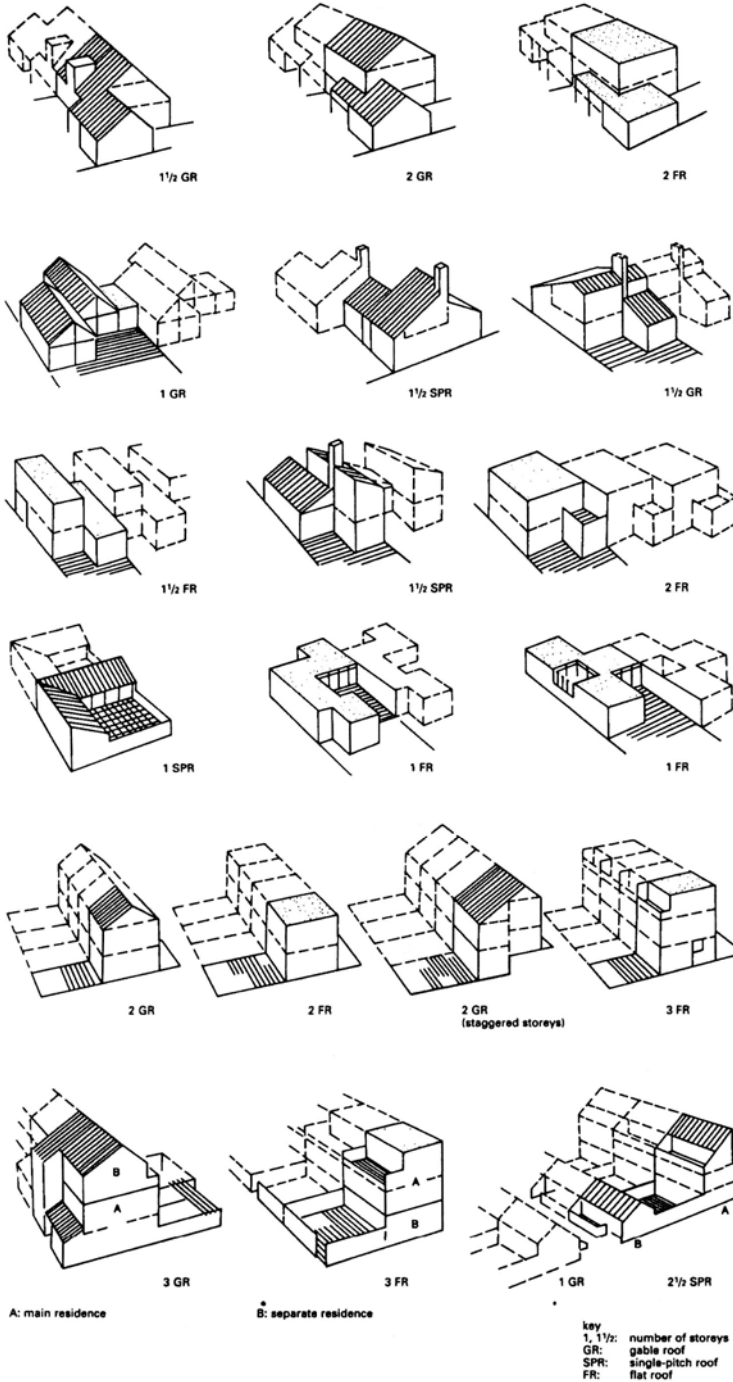 1½ GR
2 GR
2 FR
1 GR
1½ SPR
1½ GR
1½ FR
1½ SPR
2 FR
1 SPR
1 FR
1 FR
2 GR
2 FR
2 GR
(staggered storeys)
3 FR
B
A
A
B
A
B
3 GR
3 FR
1 GR
2½ SPR
A: main residence
B: separate residence
key
1, 1½: number of storeys
GR: gable roof
SPR: single-pitch roof
FR: flat roof